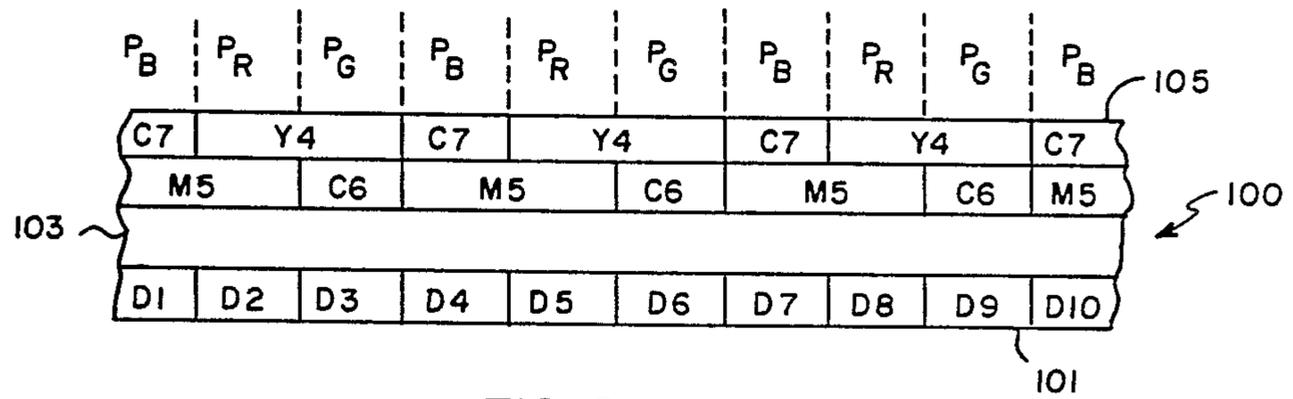 PB PR PG PB PR PG PB PR PG PB
105
C7 Y4 C7 Y4 C7 Y4 C7
M5 C6 M5 C6 M5 C6 M5
100
103
D1 D2 D3 D4 D5 D6 D7 D8 D9 D10
101